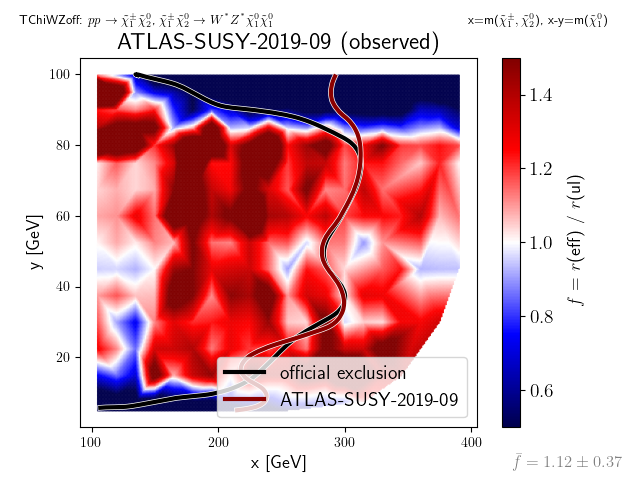 TChiWZoff: pp → χ̃₁^± χ̃₂⁰, χ̃₁^± χ̃₂⁰ → W*Z*χ̃₁⁰χ̃₁⁰ x=m(χ̃₁^±, χ̃₂⁰), x-y=m(χ̃₁⁰)
ATLAS-SUSY-2019-09 (observed)
100
80
60
40
20
y [GeV]
official exclusion
ATLAS-SUSY-2019-09
100 200 300 400
x [GeV]
1.4
1.2
1.0
0.8
0.6
f = r(eff) / r(ul)
f̄ = 1.12 ± 0.37